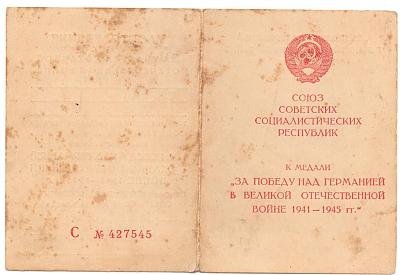 С № 427545
СОЮЗ
СОВЕТСКИХ
СОЦИАЛИСТИЧЕСКИХ
РЕСПУБЛИК
К МЕДАЛИ
„ЗА ПОБЕДУ НАД ГЕРМАНИЕЙ
В ВЕЛИКОЙ ОТЕЧЕСТВЕННОЙ
ВОЙНЕ 1941—1945 гг.“